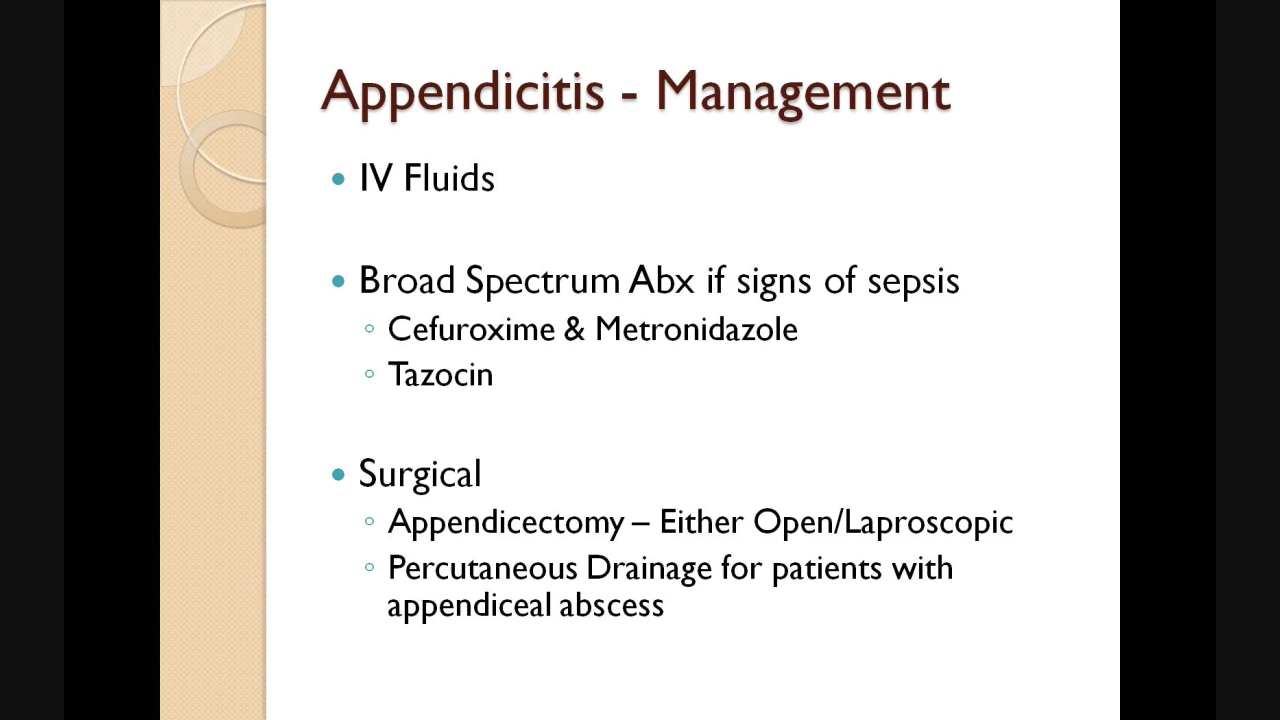 Appendicitis - Management
• IV Fluids
• Broad Spectrum Abx if signs of sepsis
◦ Cefuroxime & Metronidazole
◦ Tazocin
• Surgical
◦ Appendicectomy – Either Open/Laproscopic
◦ Percutaneous Drainage for patients with
appendiceal abscess